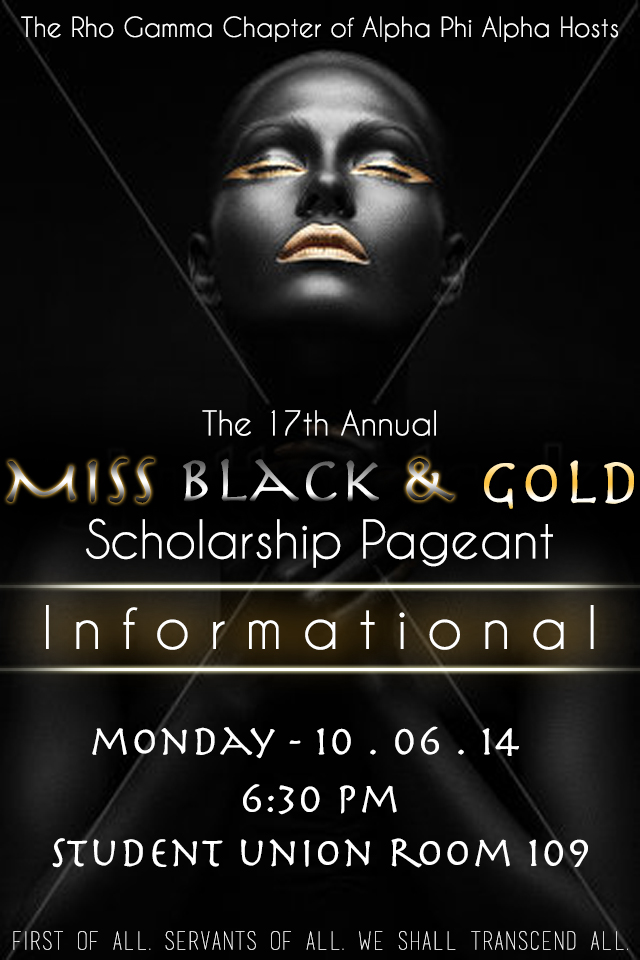 The Rho Gamma Chapter of Alpha Phi Alpha Hosts
The 17th Annual
MISS BLACK & GOLD
Scholarship Pageant
Informational
MONDAY - 10 . 06 . 14
6:30 PM
STUDENT UNION ROOM 109
FIRST OF ALL. SERVANTS OF ALL. WE SHALL TRANSCEND ALL.